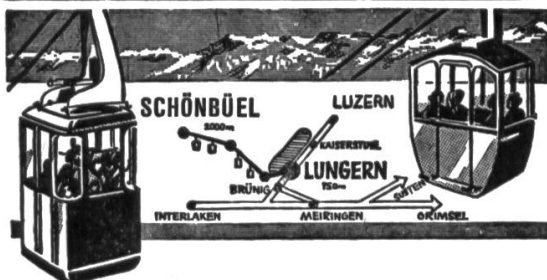 SCHÖNBÜEL
2000m
LUZERN
KAISERSTUHL
LUNGERN
750m
BRÜNIG
SUSTEN
INTERLAKEN
MEIRINGEN
GRIMSEL